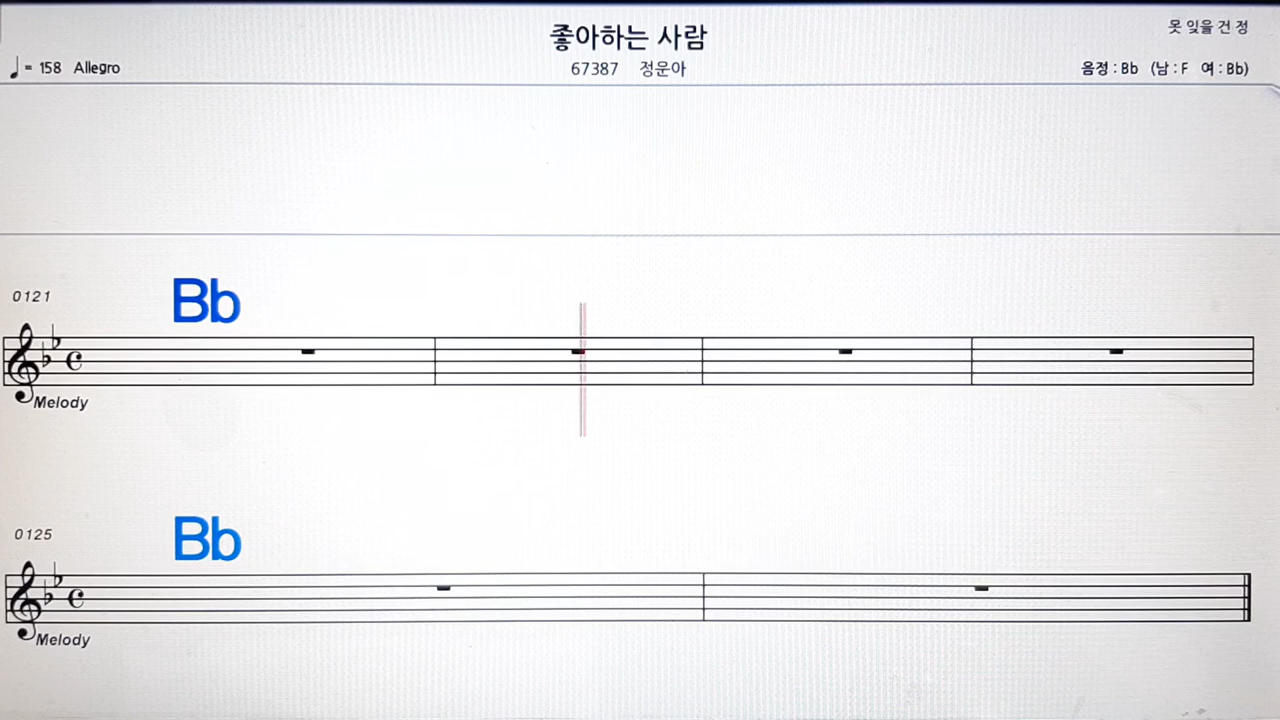 좋아하는 사람
못 잊을 건 정
♩= 158 Allegro
67387 정운아
음정 : Bb (남 : F 여 : Bb)
0121
Bb
Melody
0125
Bb
Melody